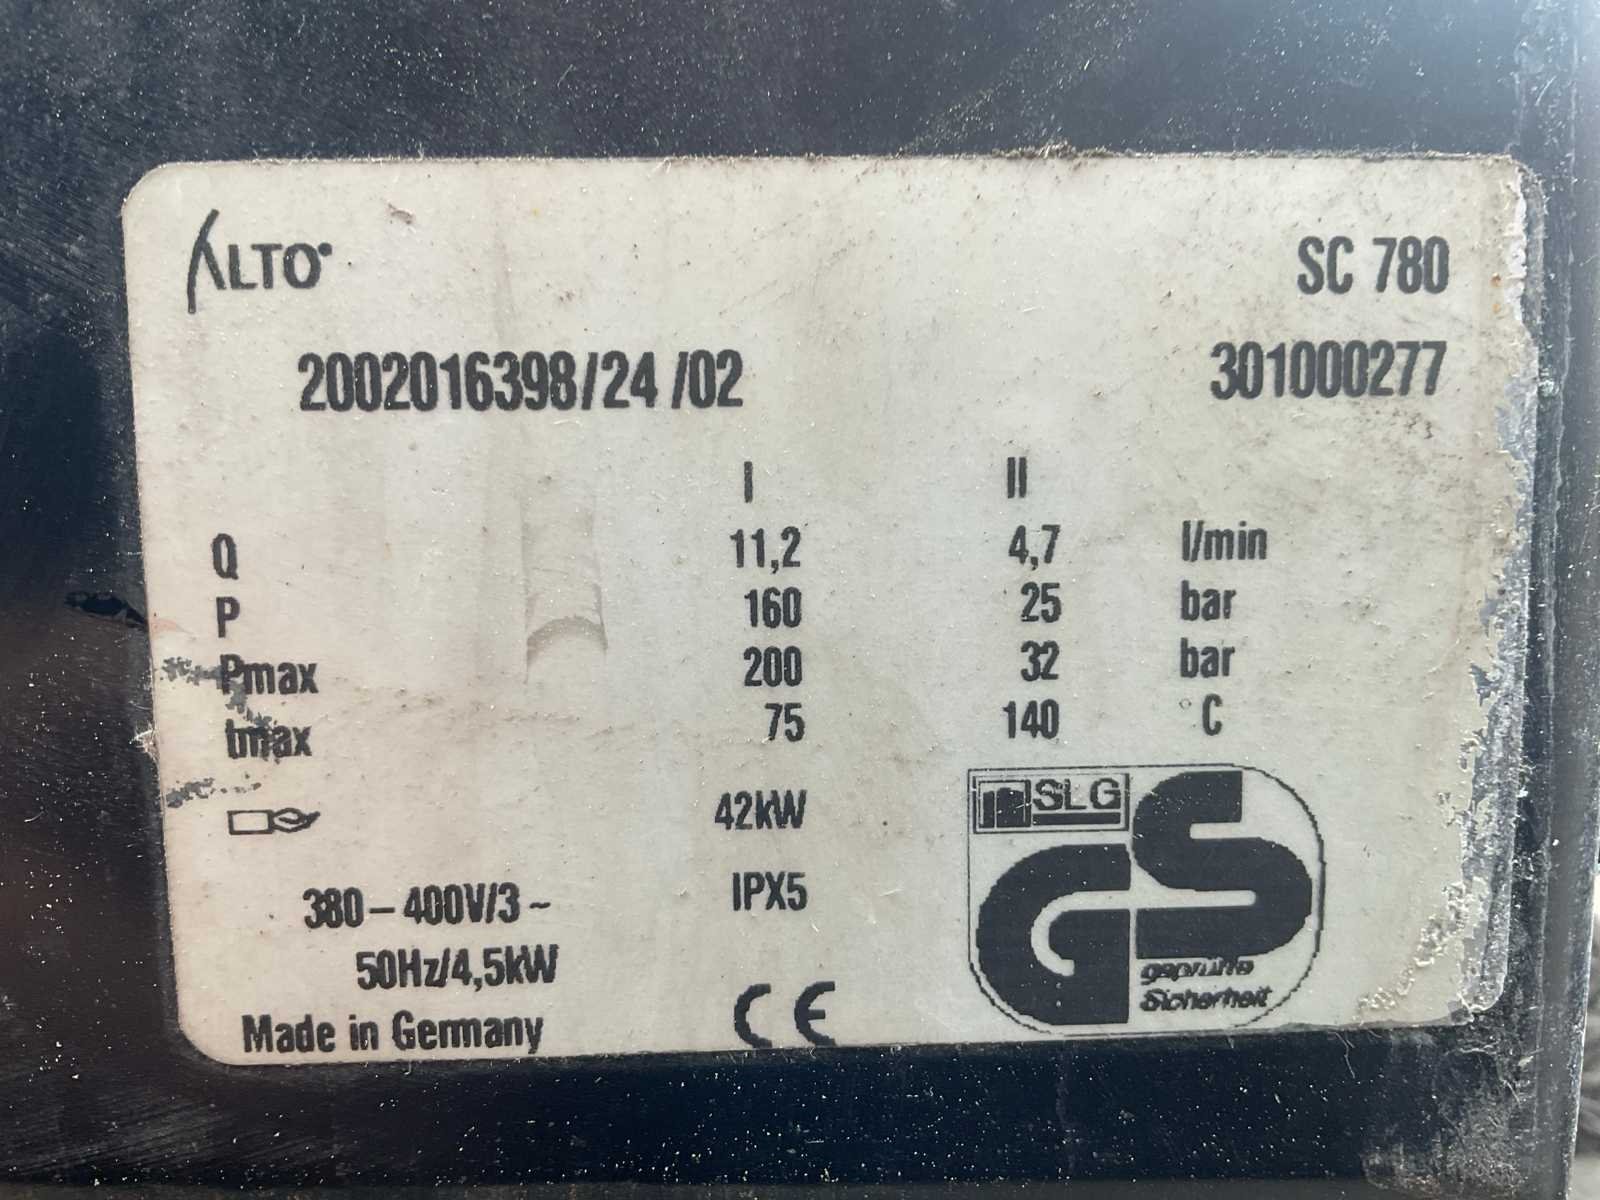 ALTO
SC 780
2002016398/24 /02
301000277
I II
Q 11,2 4,7 l/min
P 160 25 bar
Pmax 200 32 bar
tmax 75 140 °C
42kW
380-400V/3~ IPX5
50Hz/4,5kW
Made in Germany
CE
SLG
GS
geprüfte
Sicherheit